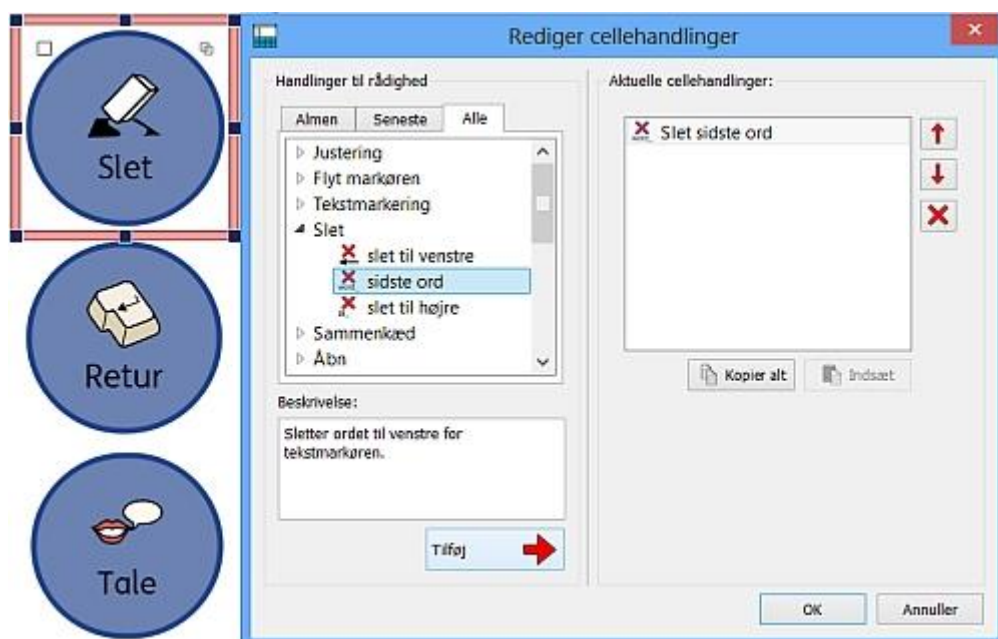 Slet
Retur
Tale
Rediger cellehandlinger
Handlinger til rådighed
Almen Seneste Alle
Justering
Flyt markøren
Tekstmarkering
Slet
slet til venstre
sidste ord
slet til højre
Sammenkæd
Åbn
Beskrivelse:
Sletter ordet til venstre for
tekstmarkøren.
Tilføj
Aktuelle cellehandlinger:
Slet sidste ord
Kopier alt Indsæt
OK Annuller